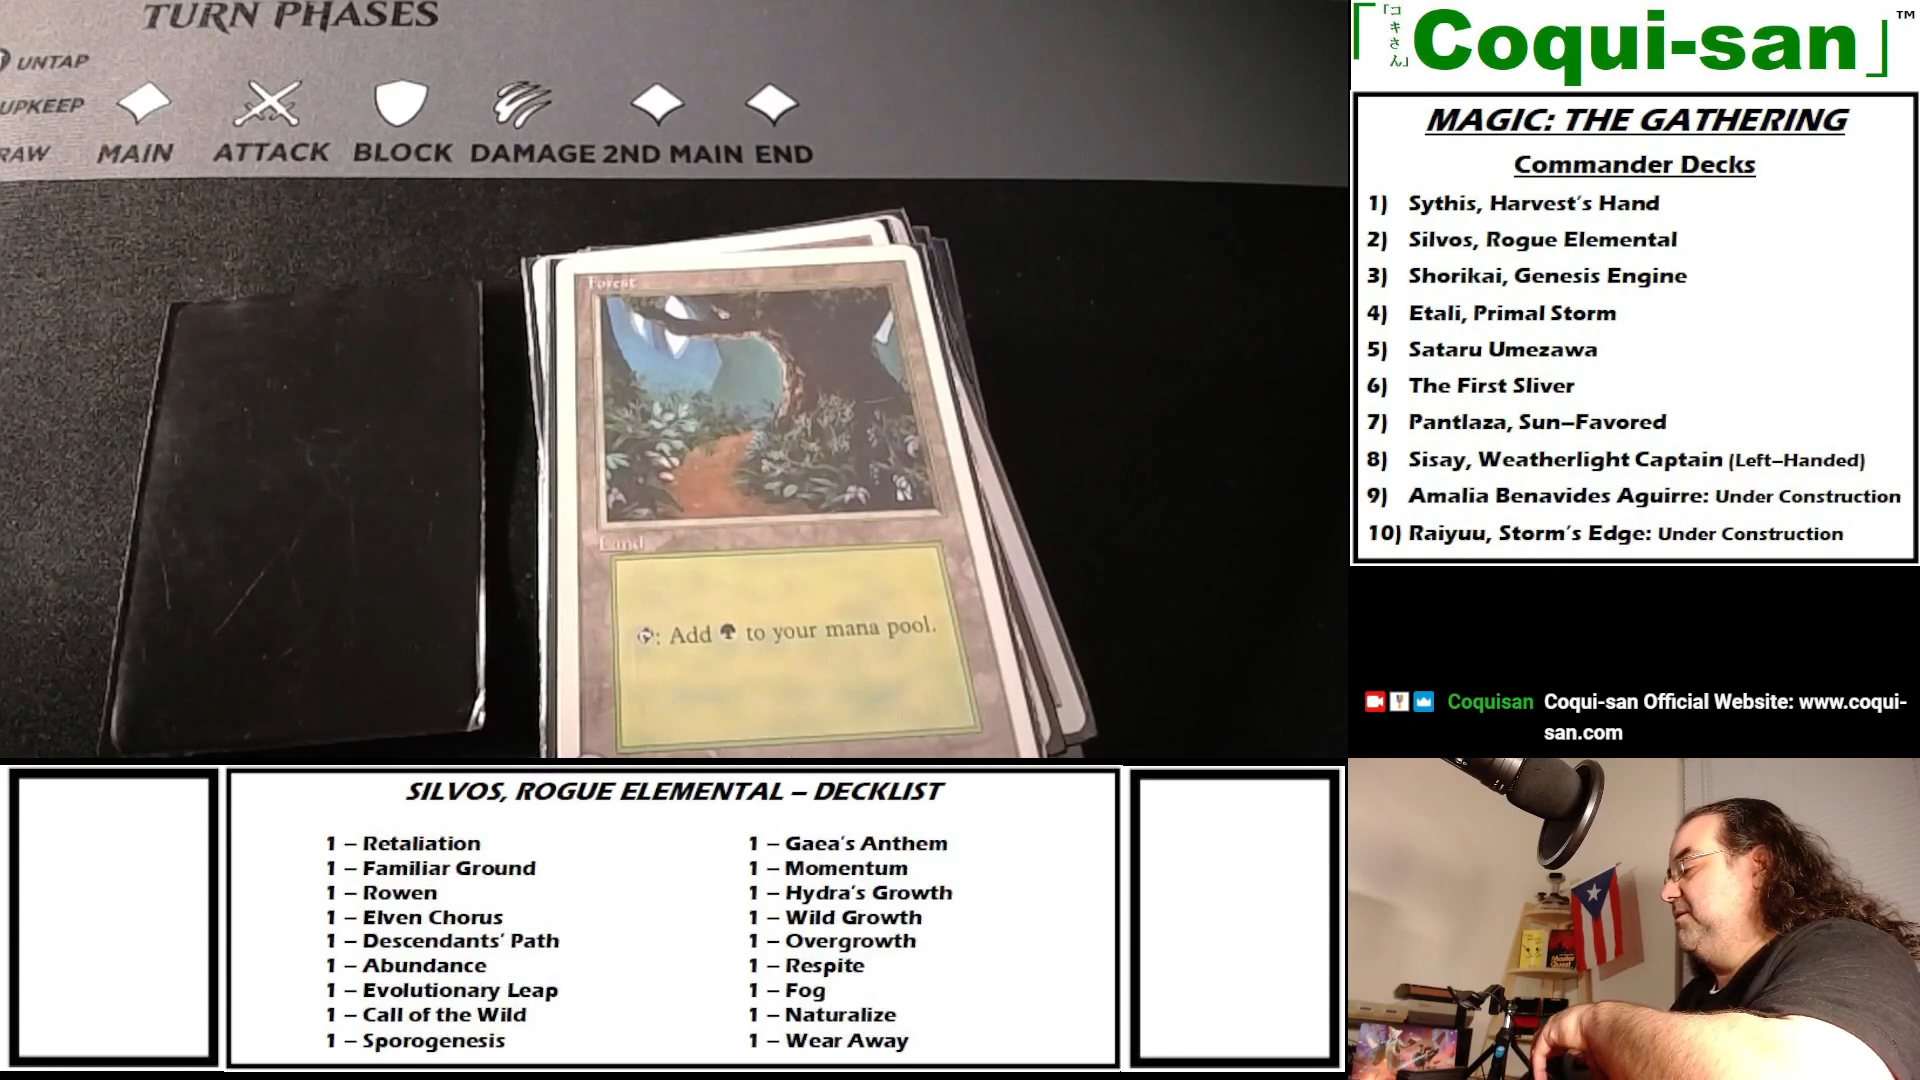 TURN PHASES
UNTAP
UPKEEP
RAW MAIN ATTACK BLOCK DAMAGE 2ND MAIN END
Forest
Land
: Add to your mana pool.
「コキさん」
「Coqui-san」™
MAGIC: THE GATHERING
Commander Decks
1) Sythis, Harvest's Hand
2) Silvos, Rogue Elemental
3) Shorikai, Genesis Engine
4) Etali, Primal Storm
5) Sataru Umezawa
6) The First Sliver
7) Pantlaza, Sun–Favored
8) Sisay, Weatherlight Captain (Left–Handed)
9) Amalia Benavides Aguirre: Under Construction
10) Raiyuu, Storm's Edge: Under Construction
Coquisan Coqui-san Official Website: www.coqui-
san.com
SILVOS, ROGUE ELEMENTAL – DECKLIST
1 – Retaliation
1 – Familiar Ground
1 – Rowen
1 – Elven Chorus
1 – Descendants' Path
1 – Abundance
1 – Evolutionary Leap
1 – Call of the Wild
1 – Sporogenesis
1 – Gaea's Anthem
1 – Momentum
1 – Hydra's Growth
1 – Wild Growth
1 – Overgrowth
1 – Respite
1 – Fog
1 – Naturalize
1 – Wear Away
Master
Quest